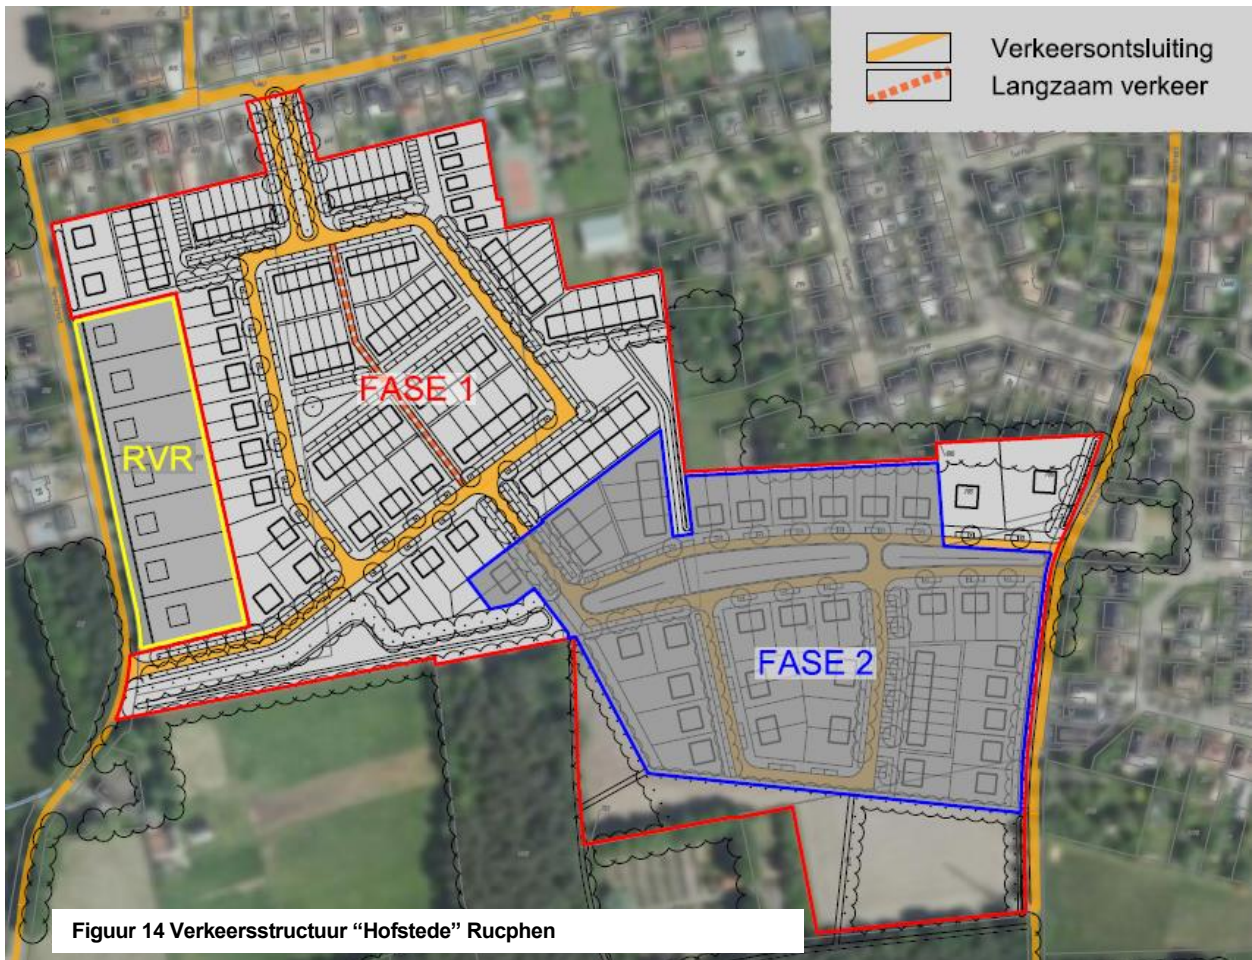 Verkeersontsluiting
Langzaam verkeer
FASE 1
RVR
FASE 2
Figuur 14 Verkeersstructuur “Hofstede” Rucphen